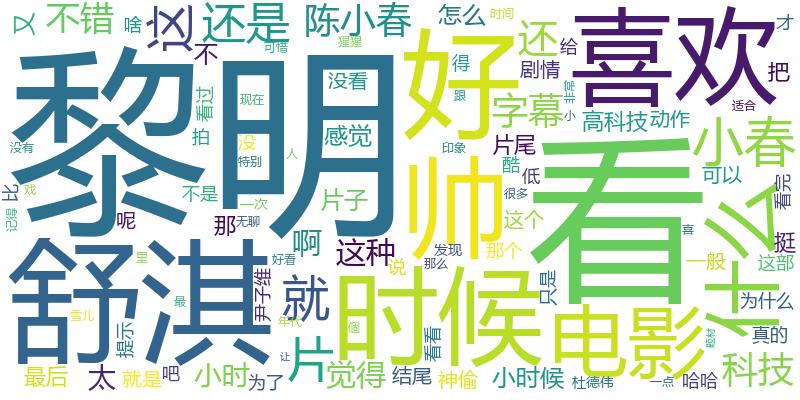 又
不错
啥
这
还是
可惜
陈小春
怎么
时间
还
喜欢
才
不
猩猩
得
给
剧情
把
好
没看
跟
非常
黎明
没有
拍
看过
现在
没
感觉
字幕
高科技
动作
小
适合
特别
人
印象
片尾
小春
比
戏
记得
不是
一次
片子
帅
酷
低
很多
看
可以
看完
呢
那
无聊
啊
这种
这个
什么
挺
喜
舒淇
里
好看
说
发现
那个
那么
只是
一般
这部
尹子维
就
时候
电影
为什么
最
雪儿
年代
個
提示
看看
题材
真的
让
最后
太
就是
吧
小时
为了
片
觉得
结尾
神偷
小时候
杜德伟
一点
哈哈
科技